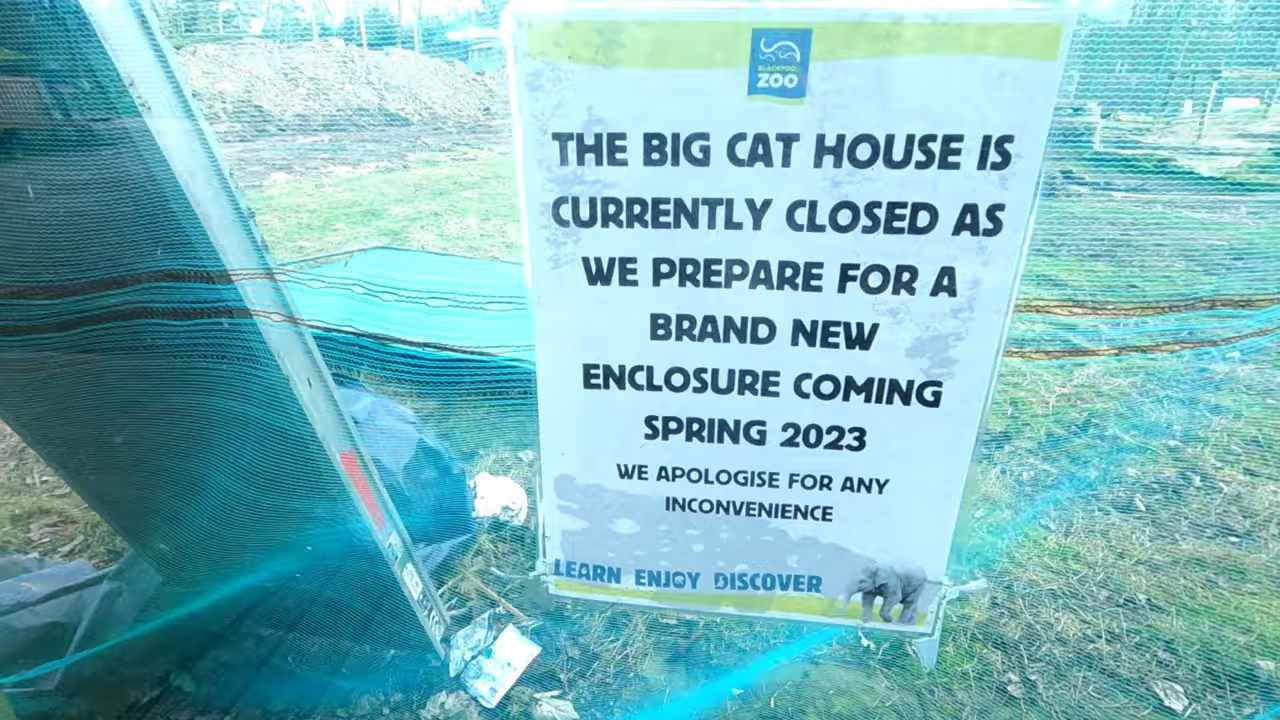 BLACKPOOL
ZOO
THE BIG CAT HOUSE IS
CURRENTLY CLOSED AS
WE PREPARE FOR A
BRAND NEW
ENCLOSURE COMING
SPRING 2023
WE APOLOGISE FOR ANY
INCONVENIENCE
LEARN ENJOY DISCOVER